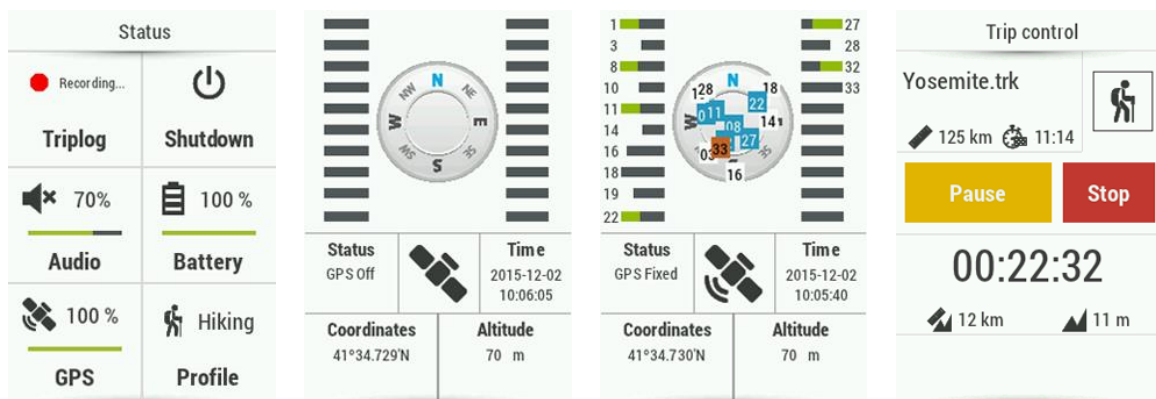 Status
Recording...
Triplog
Shutdown
70%
100 %
Audio
Battery
100 %
Hiking
GPS
Profile
N
NE
E
SE
S
SW
W
NW
Status
GPS Off
Time
2015-12-02
10:06:05
Coordinates
41°34.729'N
Altitude
70 m
1
3
8
10
11
14
16
18
19
22
27
28
32
33
N
28
18
11
22
14
08
27
03
33
16
W
SW
S
SE
Status
GPS Fixed
Time
2015-12-02
10:05:40
Coordinates
41°34.730'N
Altitude
70 m
Trip control
Yosemite.trk
125 km
11:14
Pause
Stop
00:22:32
12 km
11 m